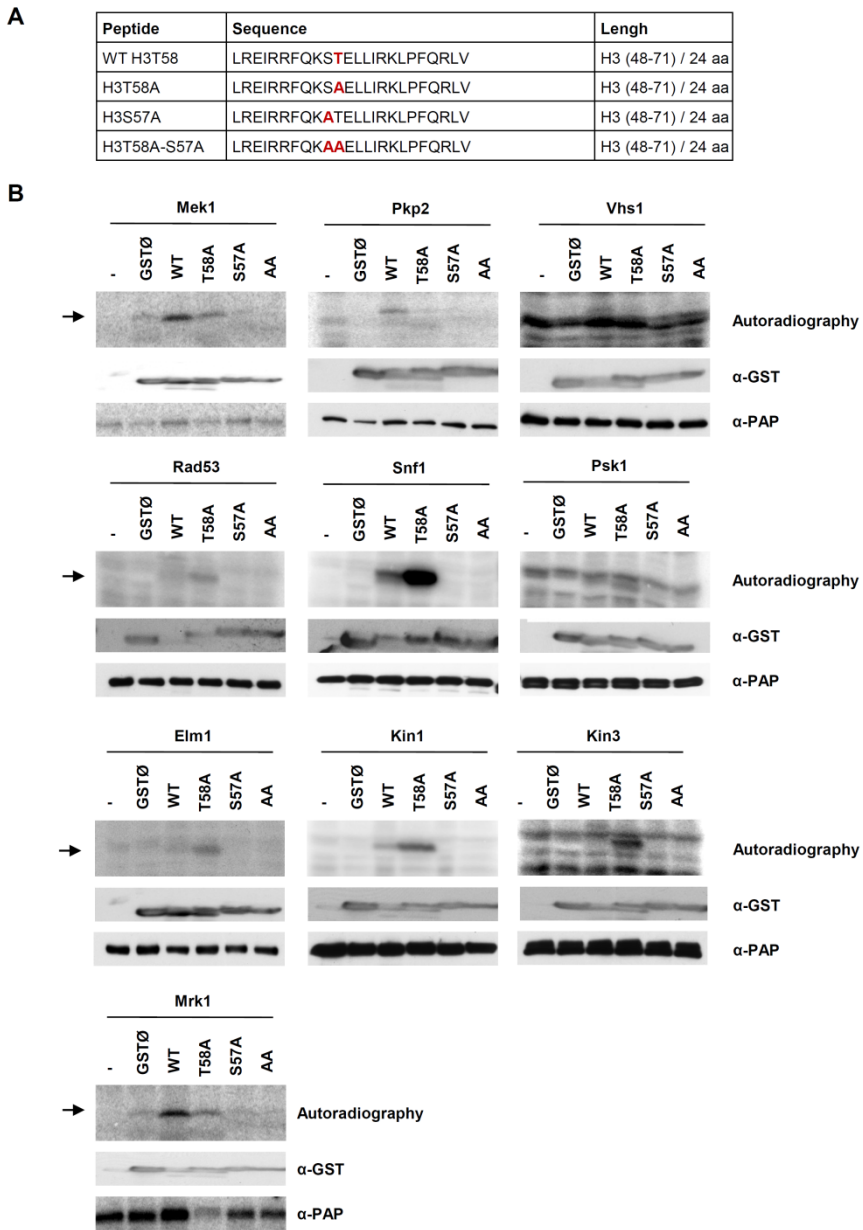 A
Peptide Sequence Lengh
WT H3T58 LREIRRFQKSTELLIRKLPFQRLV H3 (48-71) / 24 aa
H3T58A LREIRRFQKSAELLIRKLPFQRLV H3 (48-71) / 24 aa
H3S57A LREIRRFQKATELLIRKLPFQRLV H3 (48-71) / 24 aa
H3T58A-S57A LREIRRFQKAAELLIRKLPFQRLV H3 (48-71) / 24 aa
B
Mek1 Pkp2 Vhs1
- GSTØ WT T58A S57A AA - GSTØ WT T58A S57A AA - GSTØ WT T58A S57A AA
Autoradiography
α-GST
α-PAP
Rad53 Snf1 Psk1
- GSTØ WT T58A S57A AA - GSTØ WT T58A S57A AA - GSTØ WT T58A S57A AA
Autoradiography
α-GST
α-PAP
Elm1 Kin1 Kin3
- GSTØ WT T58A S57A AA - GSTØ WT T58A S57A AA - GSTØ WT T58A S57A AA
Autoradiography
α-GST
α-PAP
Mrk1
- GSTØ WT T58A S57A AA
Autoradiography
α-GST
α-PAP